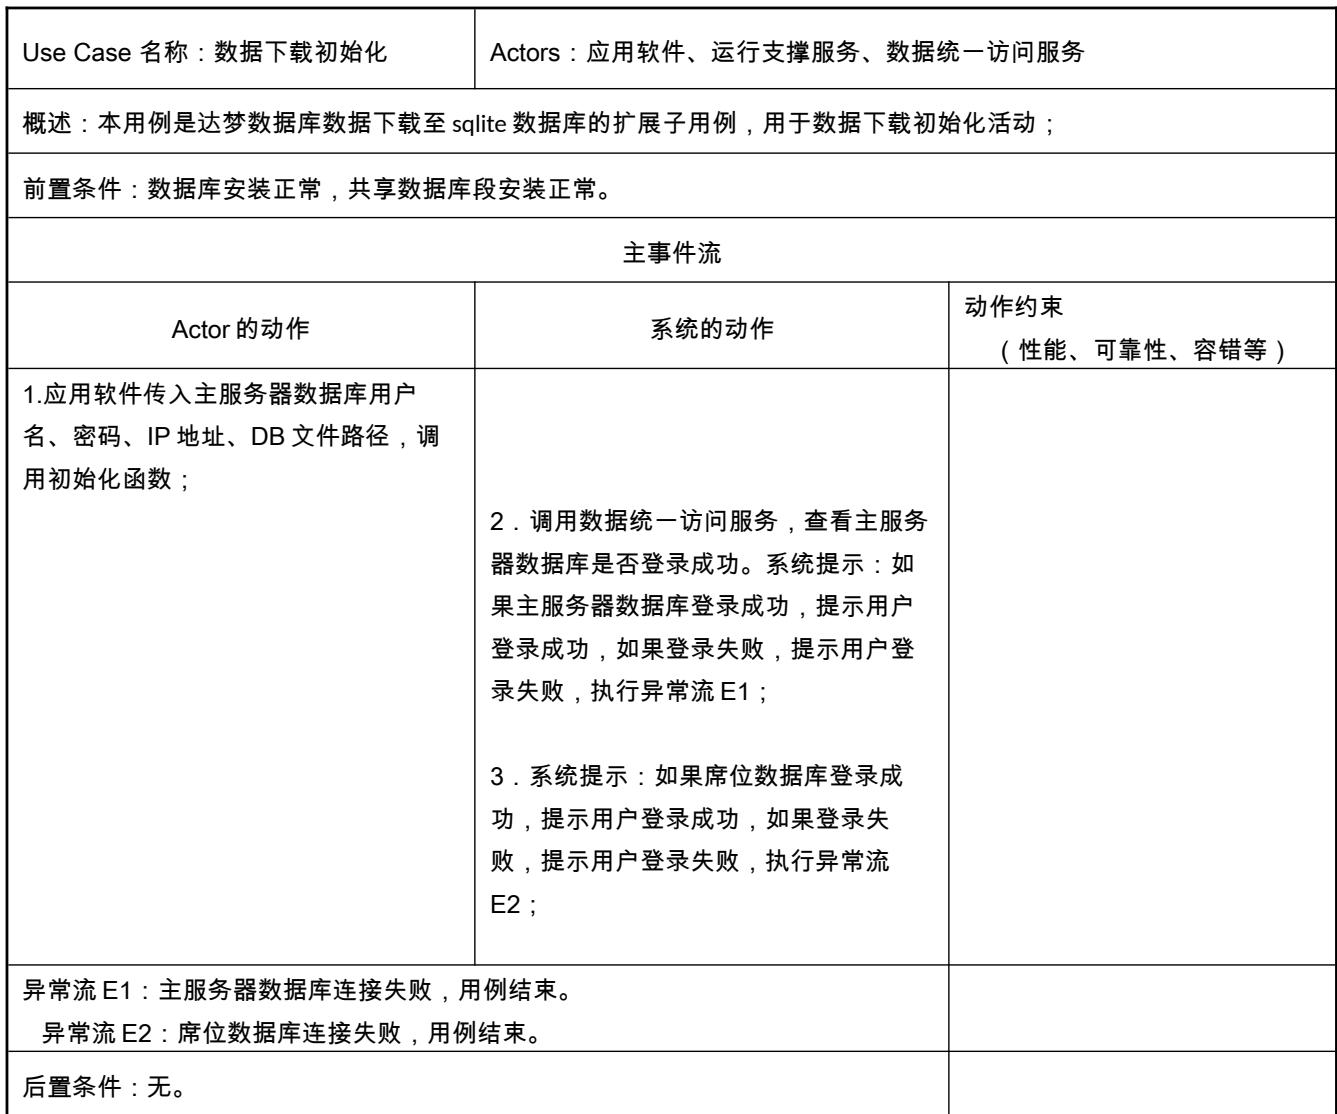 Use Case 名称：数据下载初始化
Actors：应用软件、运行支撑服务、数据统一访问服务
概述：本用例是达梦数据库数据下载至 sqlite 数据库的扩展子用例，用于数据下载初始化活动；
前置条件：数据库安装正常，共享数据库段安装正常。
主事件流
Actor 的动作
系统的动作
动作约束
（性能、可靠性、容错等）
1.应用软件传入主服务器数据库用户
名、密码、IP 地址、DB 文件路径，调
用初始化函数；
2．调用数据统一访问服务，查看主服务
器数据库是否登录成功。系统提示：如
果主服务器数据库登录成功，提示用户
登录成功，如果登录失败，提示用户登
录失败，执行异常流 E1；
3．系统提示：如果席位数据库登录成
功，提示用户登录成功，如果登录失
败，提示用户登录失败，执行异常流
E2；
异常流 E1：主服务器数据库连接失败，用例结束。
异常流 E2：席位数据库连接失败，用例结束。
后置条件：无。